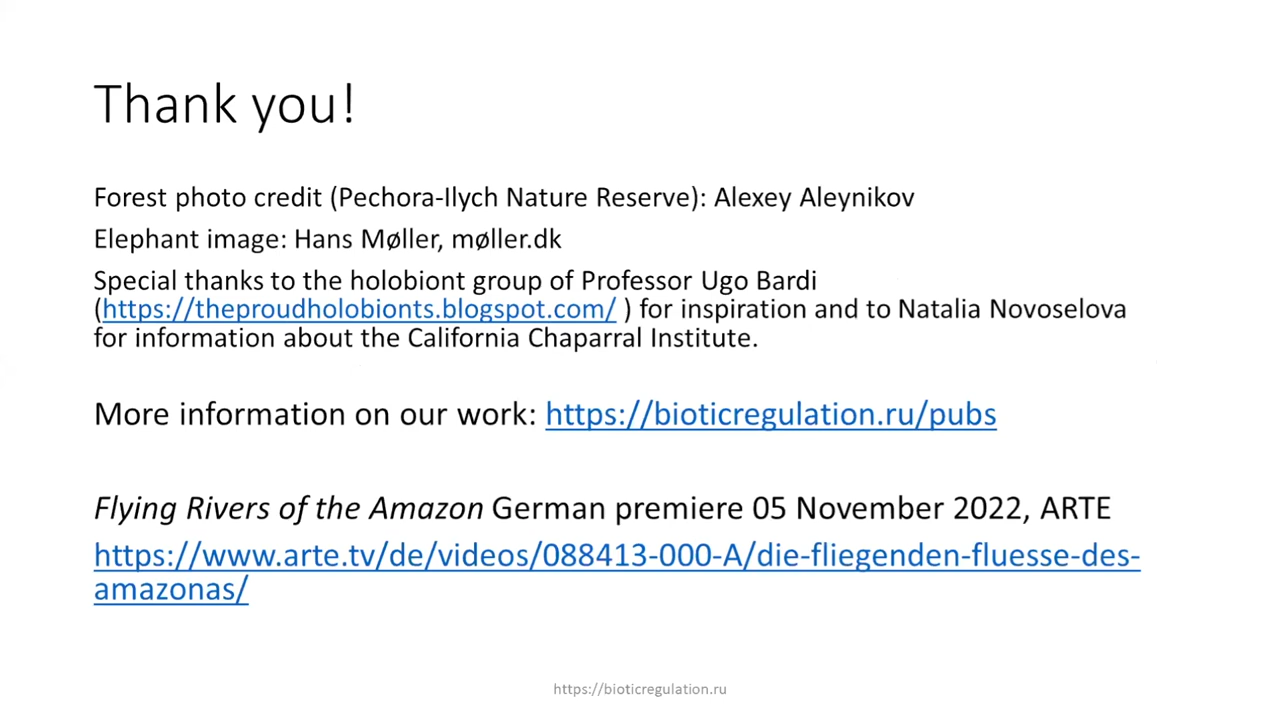 Thank you!
Forest photo credit (Pechora-Ilych Nature Reserve): Alexey Aleynikov
Elephant image: Hans Møller, møller.dk
Special thanks to the holobiont group of Professor Ugo Bardi
(https://theproudholobionts.blogspot.com/ ) for inspiration and to Natalia Novoselova
for information about the California Chaparral Institute.
More information on our work: https://bioticregulation.ru/pubs
Flying Rivers of the Amazon German premiere 05 November 2022, ARTE
https://www.arte.tv/de/videos/088413-000-A/die-fliegenden-fluesse-des-
amazonas/
https://bioticregulation.ru